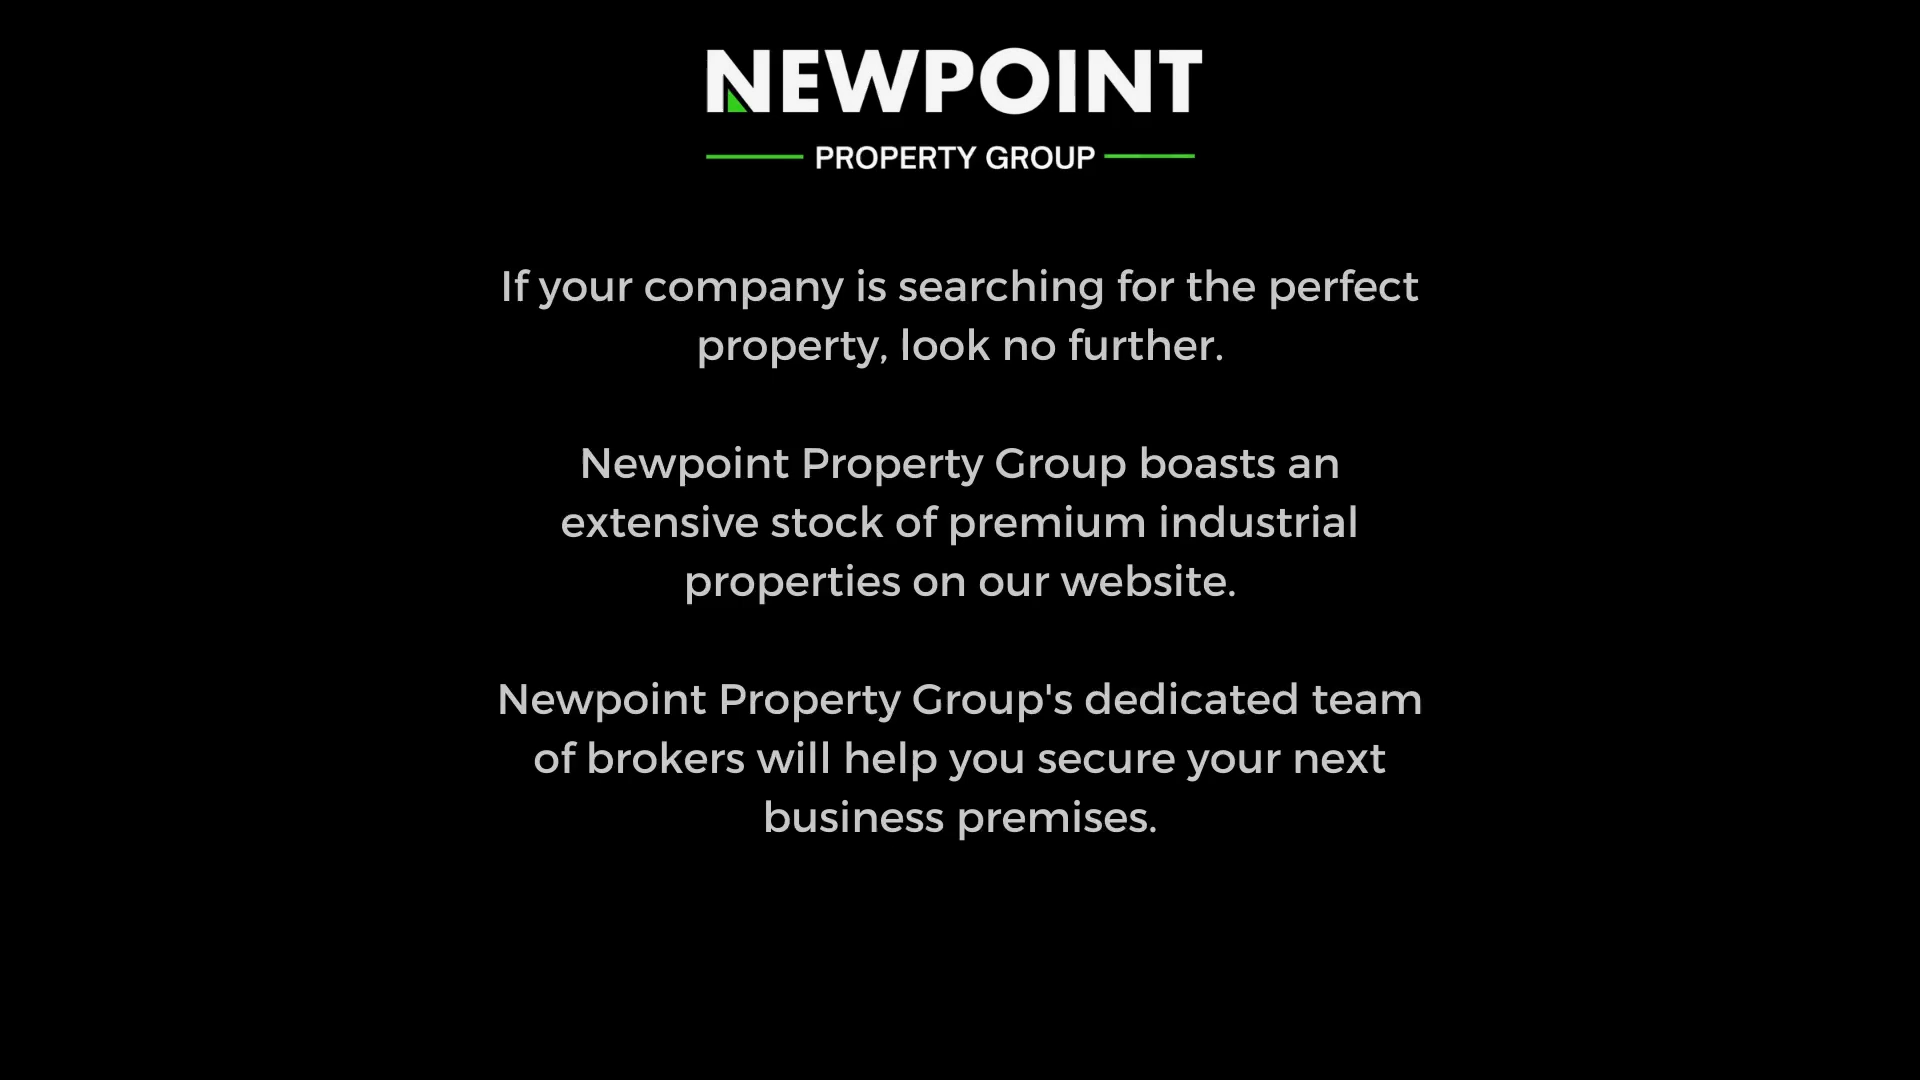 NEWPOINT
PROPERTY GROUP
If your company is searching for the perfect
property, look no further.
Newpoint Property Group boasts an
extensive stock of premium industrial
properties on our website.
Newpoint Property Group's dedicated team
of brokers will help you secure your next
business premises.